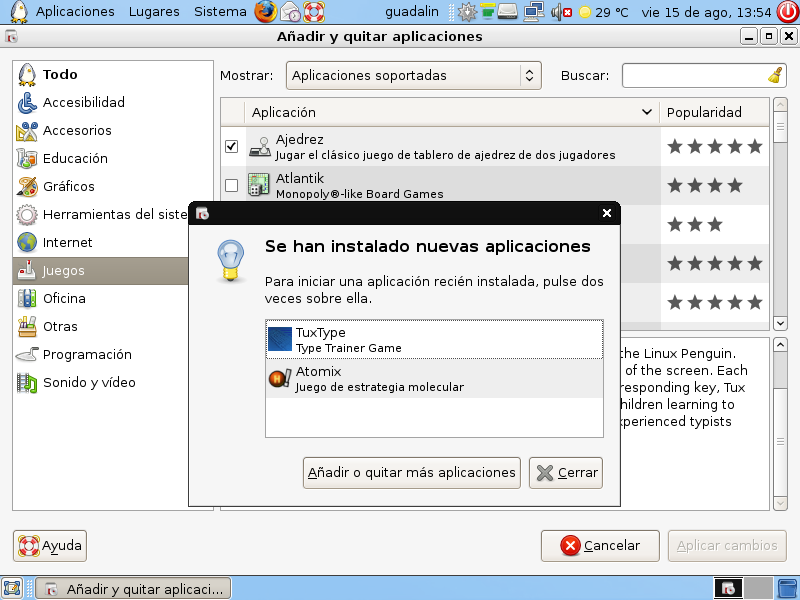 Aplicaciones Lugares Sistema guadalin 29 °C vie 15 de ago, 13:54
Añadir y quitar aplicaciones
Mostrar: Aplicaciones soportadas Buscar:
Todo
Accesibilidad
Accesorios
Educación
Gráficos
Herramientas del siste
Internet
Juegos
Oficina
Otras
Programación
Sonido y vídeo
Aplicación Popularidad
Ajedrez
Jugar el clásico juego de tablero de ajedrez de dos jugadores
Atlantik
Monopoly®-like Board Games
Se han instalado nuevas aplicaciones
Para iniciar una aplicación recién instalada, pulse dos
veces sobre ella.
TuxType
Type Trainer Game
Atomix
Juego de estrategia molecular
Añadir o quitar más aplicaciones Cerrar
the Linux Penguin.
of the screen. Each
responding key, Tux
hildren learning to
xperienced typists
Ayuda Cancelar Aplicar cambios
Añadir y quitar aplicaci...